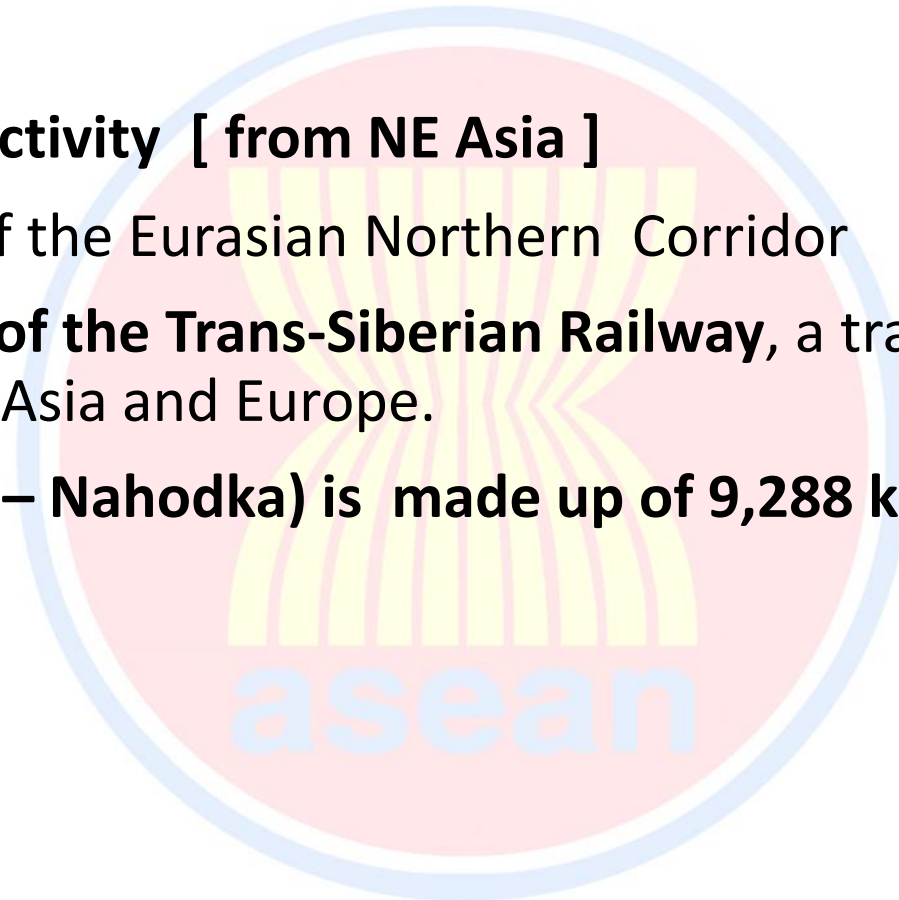 ctivity [ from NE Asia ]
f the Eurasian Northern Corridor
of the Trans-Siberian Railway, a tra
Asia and Europe.
– Nahodka) is made up of 9,288 k
asean